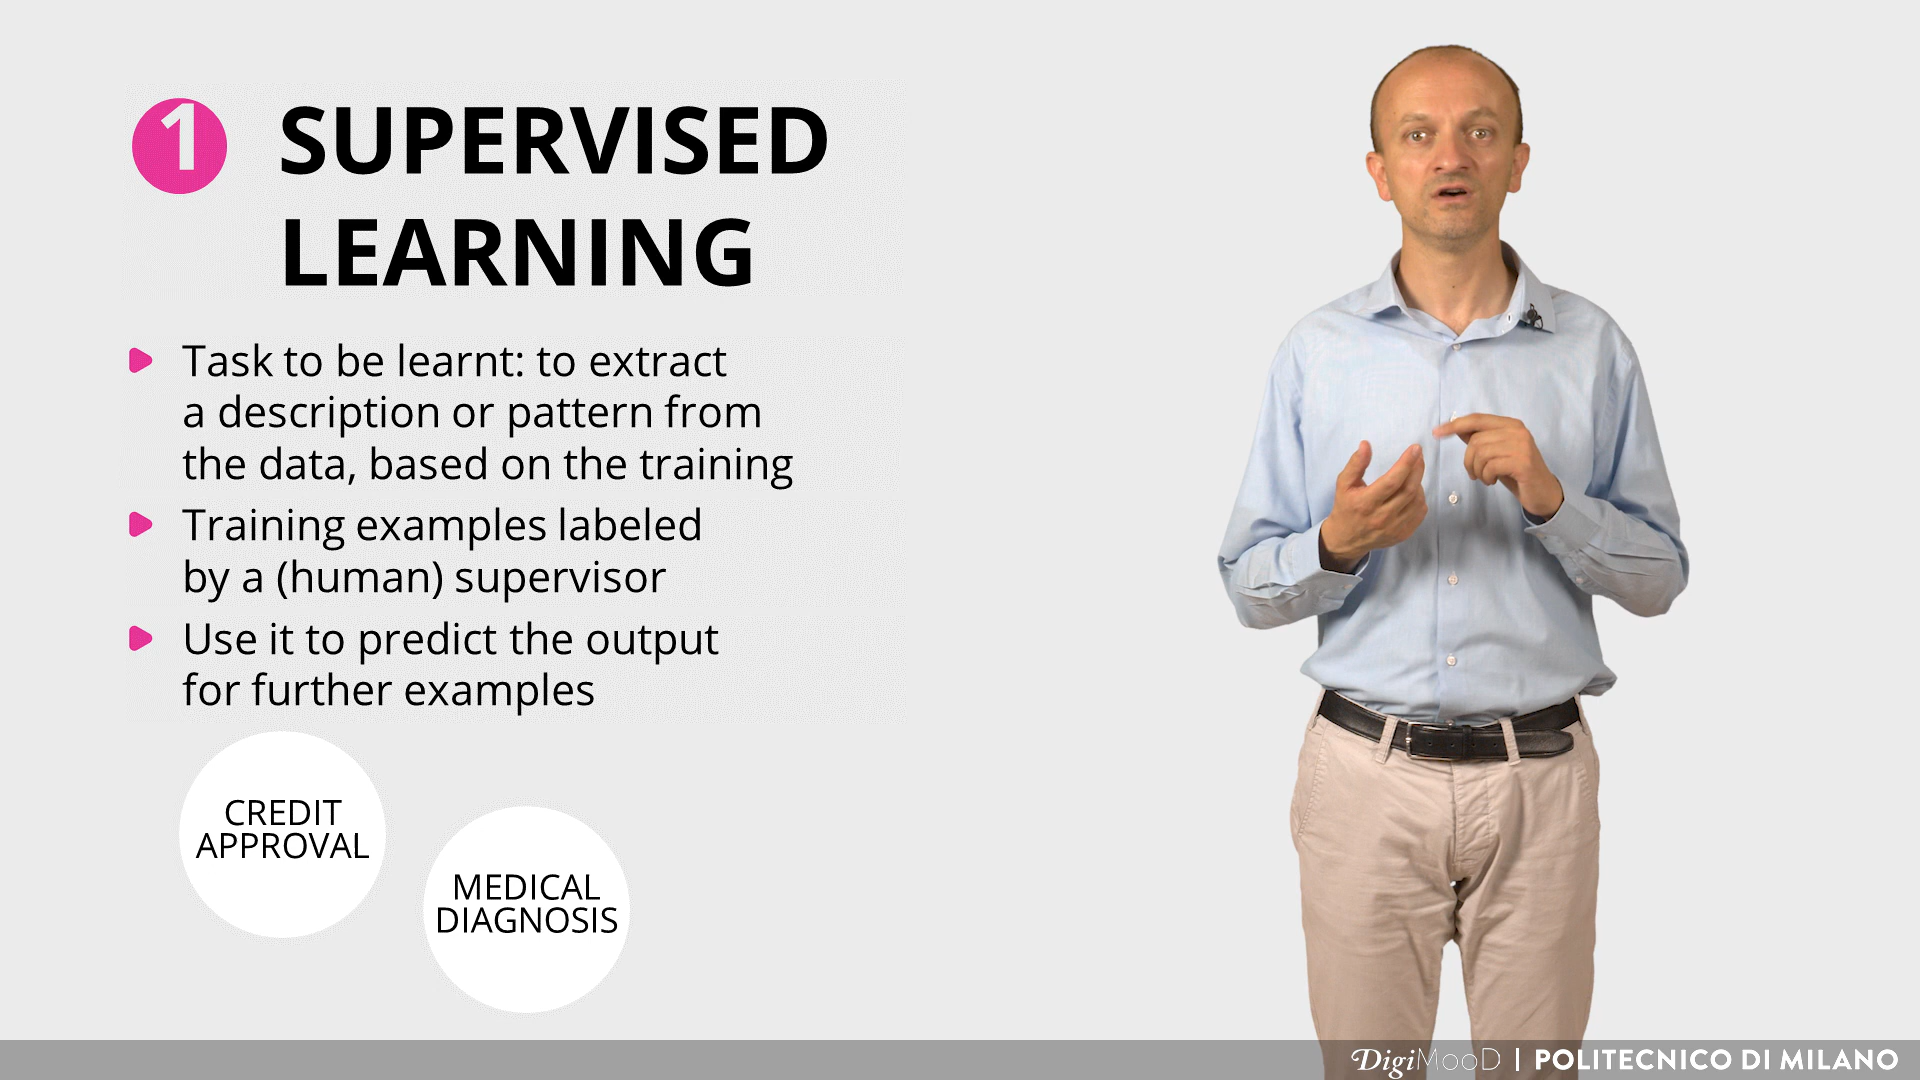 1 SUPERVISED
LEARNING
Task to be learnt: to extract
a description or pattern from
the data, based on the training
Training examples labeled
by a (human) supervisor
Use it to predict the output
for further examples
CREDIT
APPROVAL
MEDICAL
DIAGNOSIS
DigiMooD | POLITECNICO DI MILANO